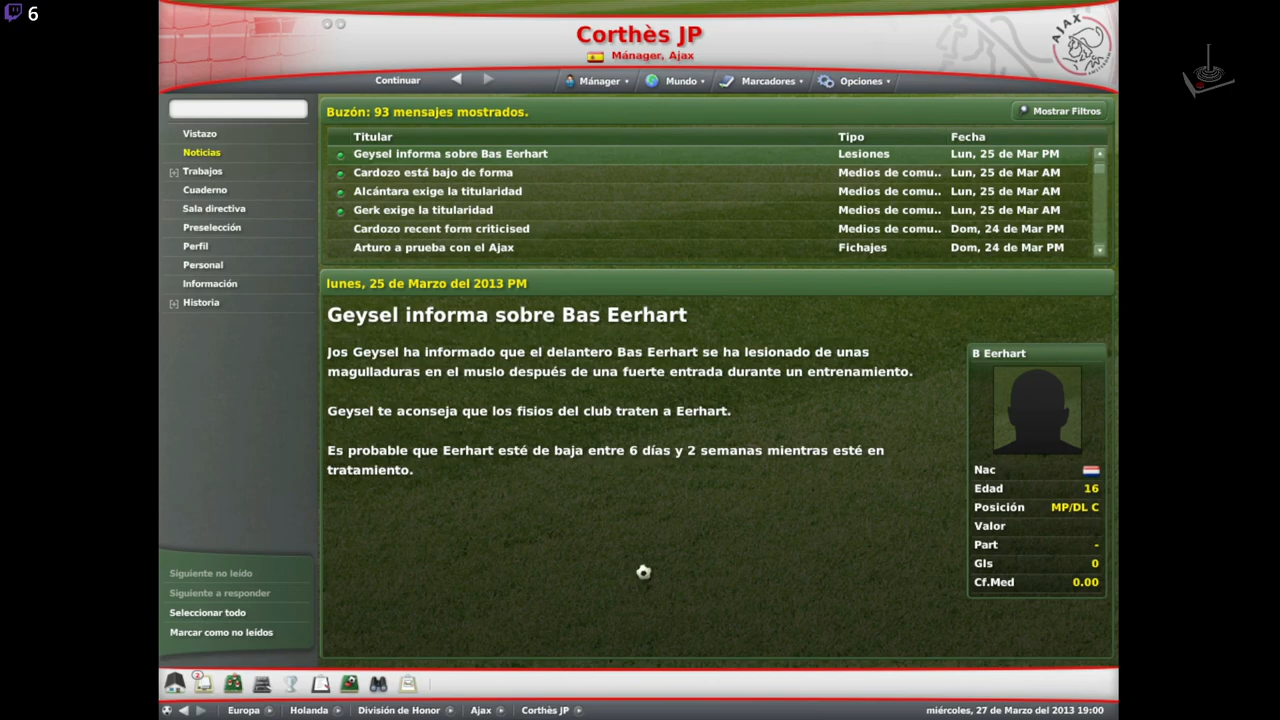 6
Corthès JP
Mánager, Ajax
AJAX
Continuar
Mánager
Mundo
Marcadores
Opciones
Vistazo
Noticias
[+] Trabajos
Cuaderno
Sala directiva
Preselección
Perfil
Personal
Información
[+] Historia
Buzón: 93 mensajes mostrados.
Mostrar Filtros
Titular Tipo Fecha
Geysel informa sobre Bas Eerhart Lesiones Lun, 25 de Mar PM
Cardozo está bajo de forma Medios de comu.. Lun, 25 de Mar AM
Alcántara exige la titularidad Medios de comu.. Lun, 25 de Mar AM
Gerk exige la titularidad Medios de comu.. Lun, 25 de Mar AM
Cardozo recent form criticised Medios de comu.. Dom, 24 de Mar PM
Arturo a prueba con el Ajax Fichajes Dom, 24 de Mar PM
lunes, 25 de Marzo del 2013 PM
Geysel informa sobre Bas Eerhart
Jos Geysel ha informado que el delantero Bas Eerhart se ha lesionado de unas
magulladuras en el muslo después de una fuerte entrada durante un entrenamiento.
Geysel te aconseja que los fisios del club traten a Eerhart.
Es probable que Eerhart esté de baja entre 6 días y 2 semanas mientras esté en
tratamiento.
B Eerhart
Nac
Edad 16
Posición MP/DL C
Valor
Part -
Gls 0
Cf.Med 0.00
Siguiente no leído
Siguiente a responder
Seleccionar todo
Marcar como no leídos
2
Europa
Holanda
División de Honor
Ajax
Corthès JP
miércoles, 27 de Marzo del 2013 19:00